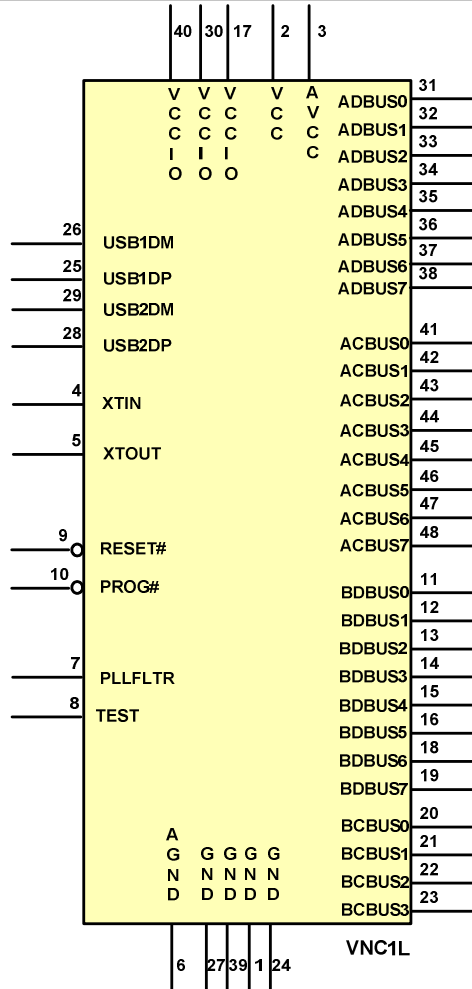 40 30 17 2 3
VCCIO VCCIO VCCIO VCC AVCC
31 ADBUS0
32 ADBUS1
33 ADBUS2
34 ADBUS3
35 ADBUS4
36 ADBUS5
37 ADBUS6
38 ADBUS7
26 USB1DM
25 USB1DP
29 USB2DM
28 USB2DP
4 XTIN
5 XTOUT
9 RESET#
10 PROG#
7 PLLFLTR
8 TEST
41 ACBUS0
42 ACBUS1
43 ACBUS2
44 ACBUS3
45 ACBUS4
46 ACBUS5
47 ACBUS6
48 ACBUS7
11 BDBUS0
12 BDBUS1
13 BDBUS2
14 BDBUS3
15 BDBUS4
16 BDBUS5
18 BDBUS6
19 BDBUS7
20 BCBUS0
21 BCBUS1
22 BCBUS2
23 BCBUS3
AGND GND GND GND GND
6 27 39 1 24
VNC1L